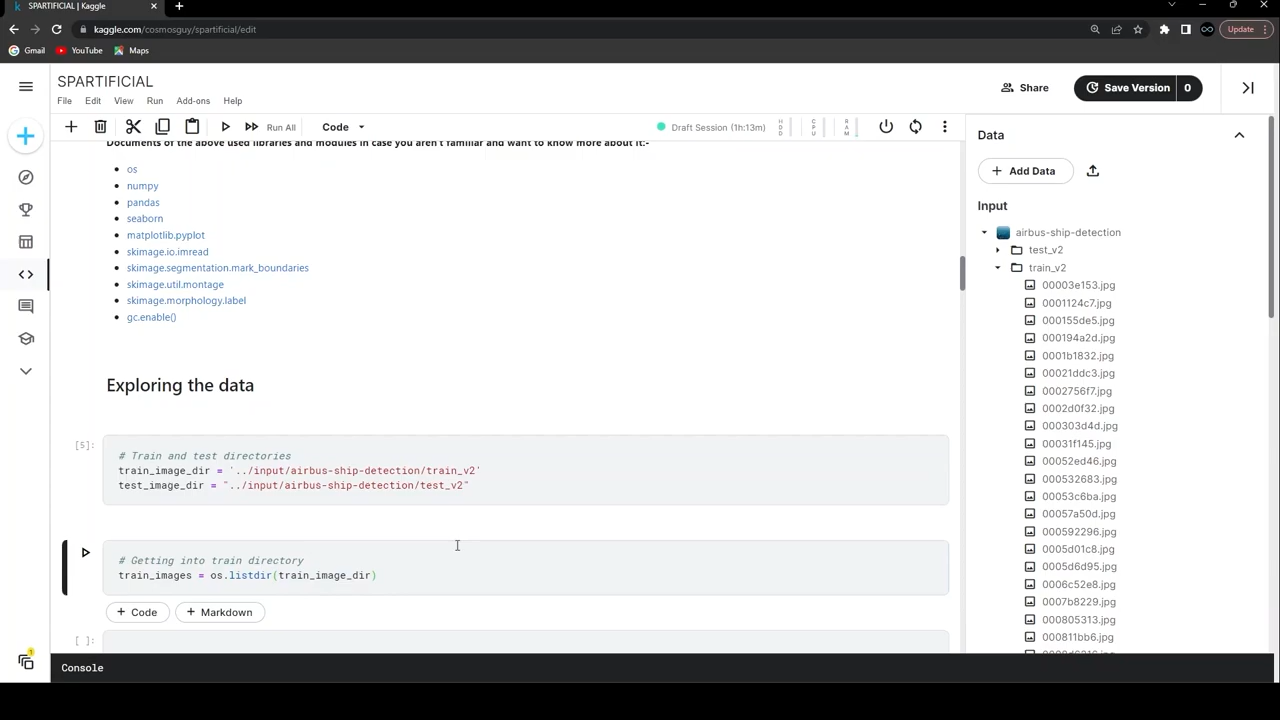 SPARTIFICIAL | Kaggle
kaggle.com/cosmosguy/spartificial/edit
Update
Gmail
YouTube
Maps
SPARTIFICIAL
File Edit View Run Add-ons Help
Share
Save Version 0
Run All
Code
Draft Session (1h:13m)
HDD
CPU
RAM
Documents of the above used libraries and modules in case you aren't familiar and want to know more about it:-
os
numpy
pandas
seaborn
matplotlib.pyplot
skimage.io.imread
skimage.segmentation.mark_boundaries
skimage.util.montage
skimage.morphology.label
gc.enable()
Exploring the data
[5]:
# Train and test directories
train_image_dir = '../input/airbus-ship-detection/train_v2'
test_image_dir = "../input/airbus-ship-detection/test_v2"
# Getting into train directory
train_images = os.listdir(train_image_dir)
+ Code
+ Markdown
[ ]:
Console
1
Data
+ Add Data
Input
airbus-ship-detection
test_v2
train_v2
00003e153.jpg
0001124c7.jpg
000155de5.jpg
000194a2d.jpg
0001b1832.jpg
00021ddc3.jpg
0002756f7.jpg
0002d0f32.jpg
000303d4d.jpg
00031f145.jpg
00052ed46.jpg
000532683.jpg
00053c6ba.jpg
00057a50d.jpg
000592296.jpg
0005d01c8.jpg
0005d6d95.jpg
0006c52e8.jpg
0007b8229.jpg
000805313.jpg
000811bb6.jpg